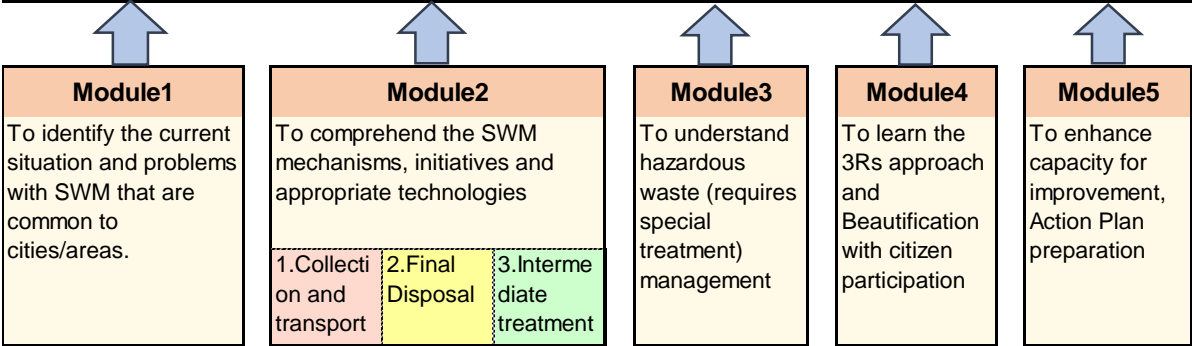 Module1
To identify the current
situation and problems
with SWM that are
common to
cities/areas.
Module2
To comprehend the SWM
mechanisms, initiatives and
appropriate technologies
1.Collecti
on and
transport
2.Final
Disposal
3.Interme
diate
treatment
Module3
To understand
hazardous
waste (requires
special
treatment)
management
Module4
To learn the
3Rs approach
and
Beautification
with citizen
participation
Module5
To enhance
capacity for
improvement,
Action Plan
preparation